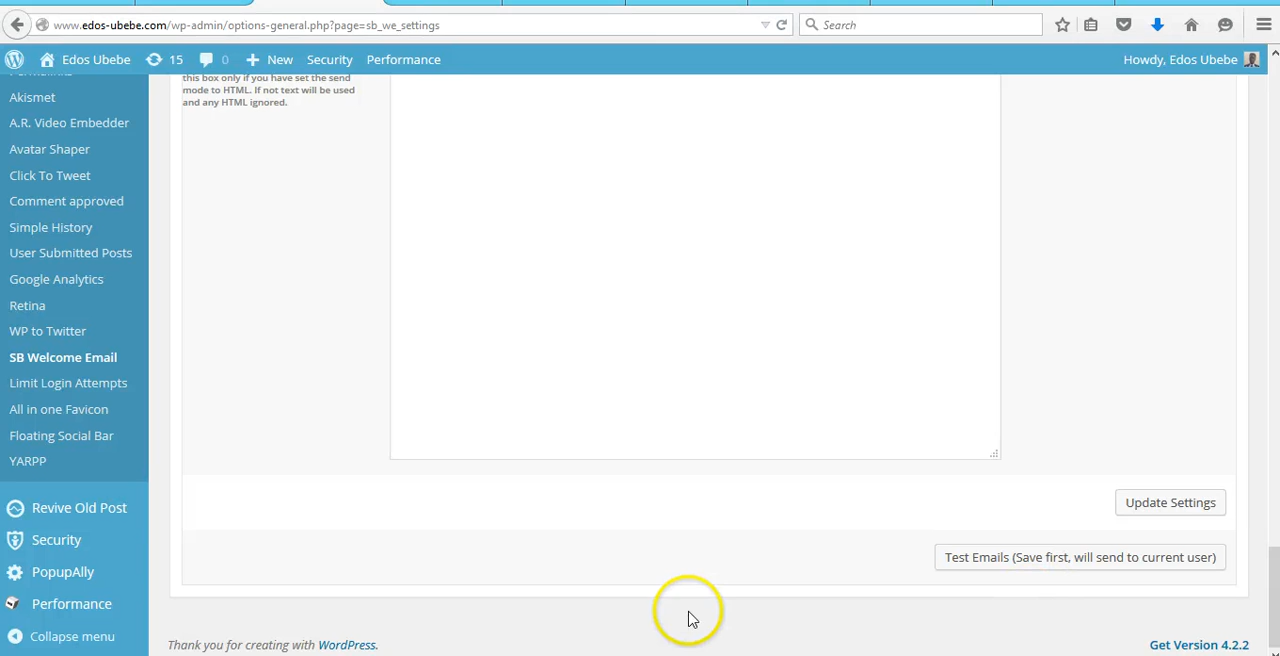 www.edos-ubebe.com/wp-admin/options-general.php?page=sb_we_settings
Search
Edos Ubebe
15
0
New
Security
Performance
Howdy, Edos Ubebe
this box only if you have set the send
mode to HTML. If not text will be used
and any HTML ignored.
Permalinks
Akismet
A.R. Video Embedder
Avatar Shaper
Click To Tweet
Comment approved
Simple History
User Submitted Posts
Google Analytics
Retina
WP to Twitter
SB Welcome Email
Limit Login Attempts
All in one Favicon
Floating Social Bar
YARPP
Revive Old Post
Security
PopupAlly
Performance
Collapse menu
Update Settings
Test Emails (Save first, will send to current user)
Thank you for creating with WordPress.
Get Version 4.2.2